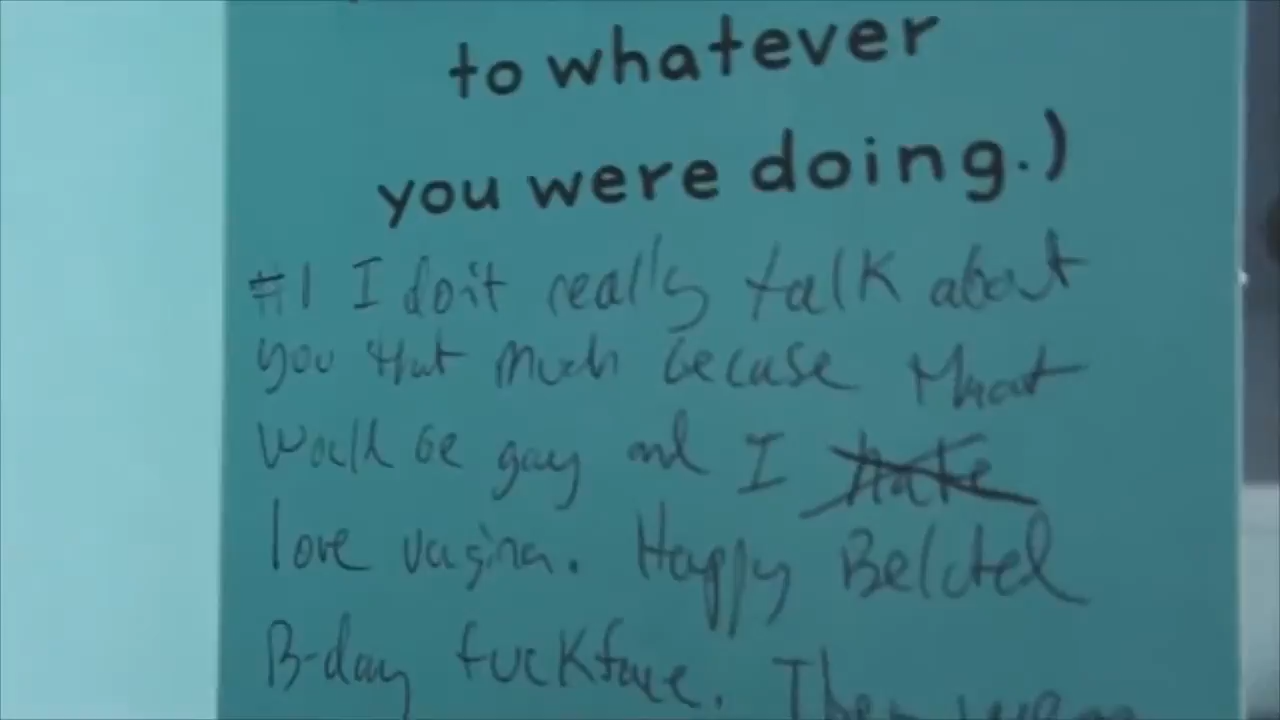 to whatever
you were doing.)
#1 I don't really talk about
you that much becuse that
would be gay and I hate
love vagina. Happy Belated
B-day fuckface.